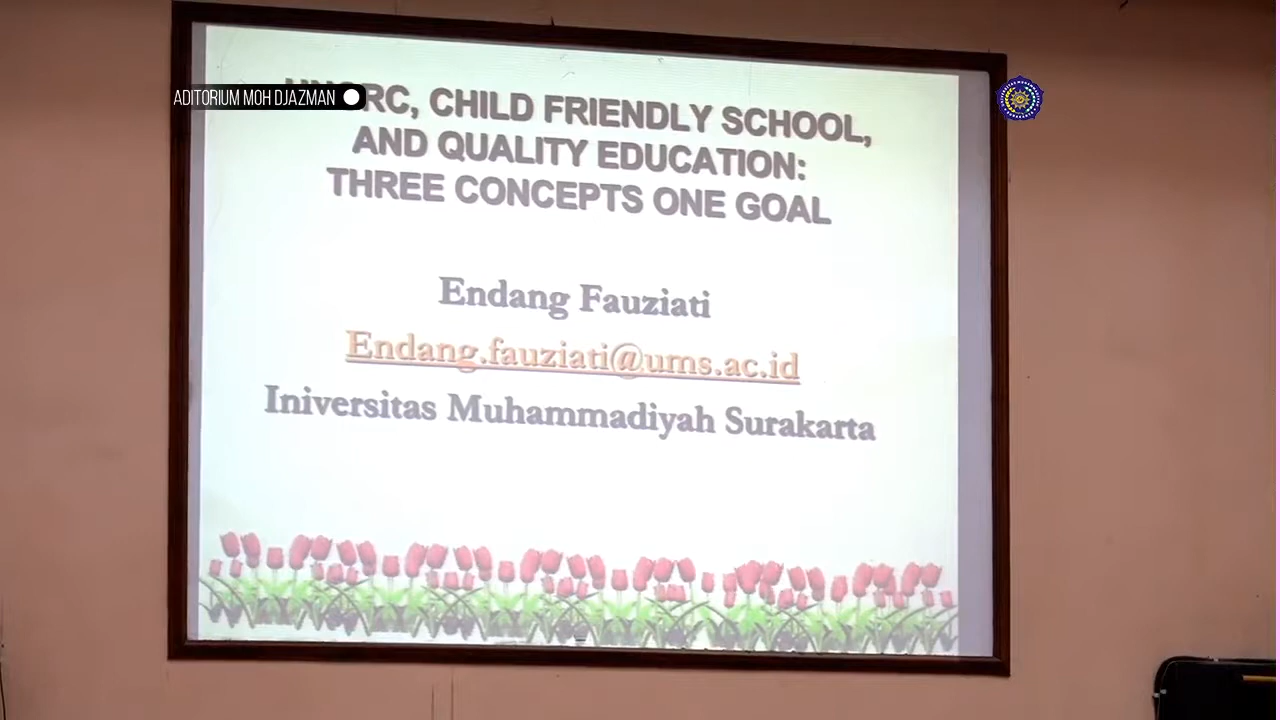 ADITORIUM MOH DJAZMAN
CHILD FRIENDLY SCHOOL,
AND QUALITY EDUCATION:
THREE CONCEPTS ONE GOAL
Endang Fauziati
Endang.fauziati@ums.ac.id
Iniversitas Muhammadiyah Surakarta